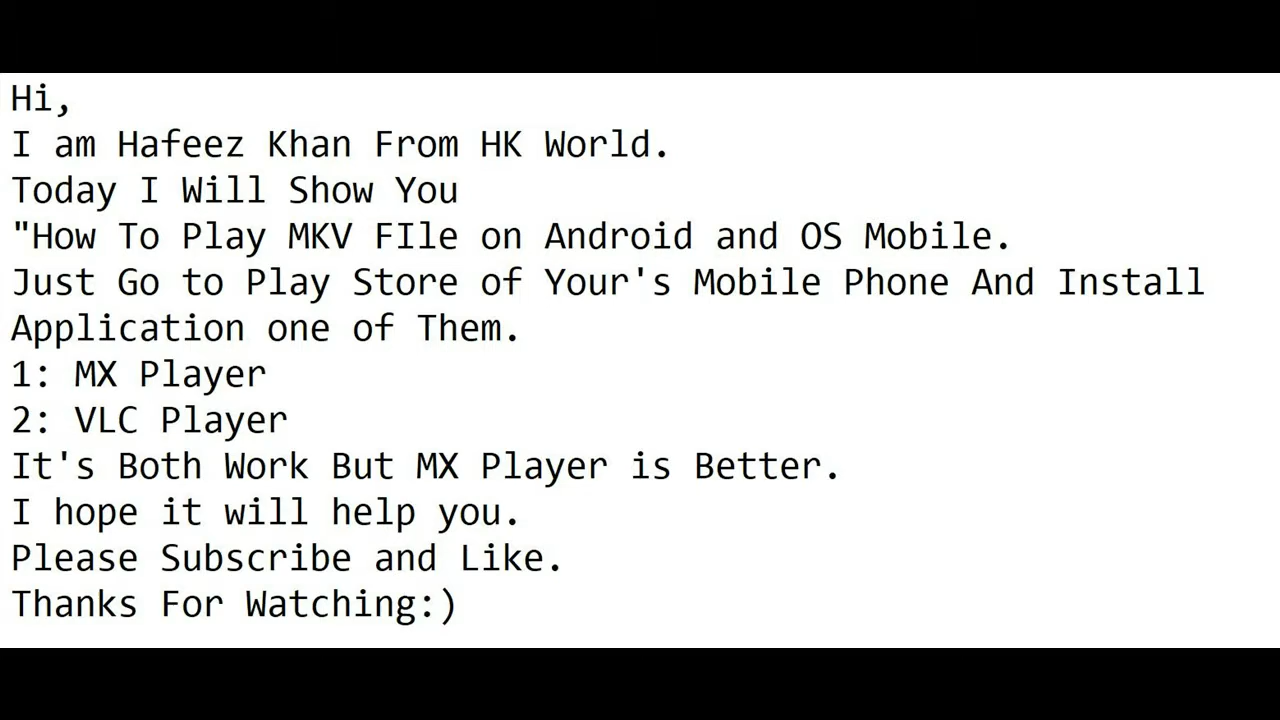 Hi,
I am Hafeez Khan From HK World.
Today I Will Show You
"How To Play MKV FIle on Android and OS Mobile.
Just Go to Play Store of Your's Mobile Phone And Install
Application one of Them.
1: MX Player
2: VLC Player
It's Both Work But MX Player is Better.
I hope it will help you.
Please Subscribe and Like.
Thanks For Watching:)